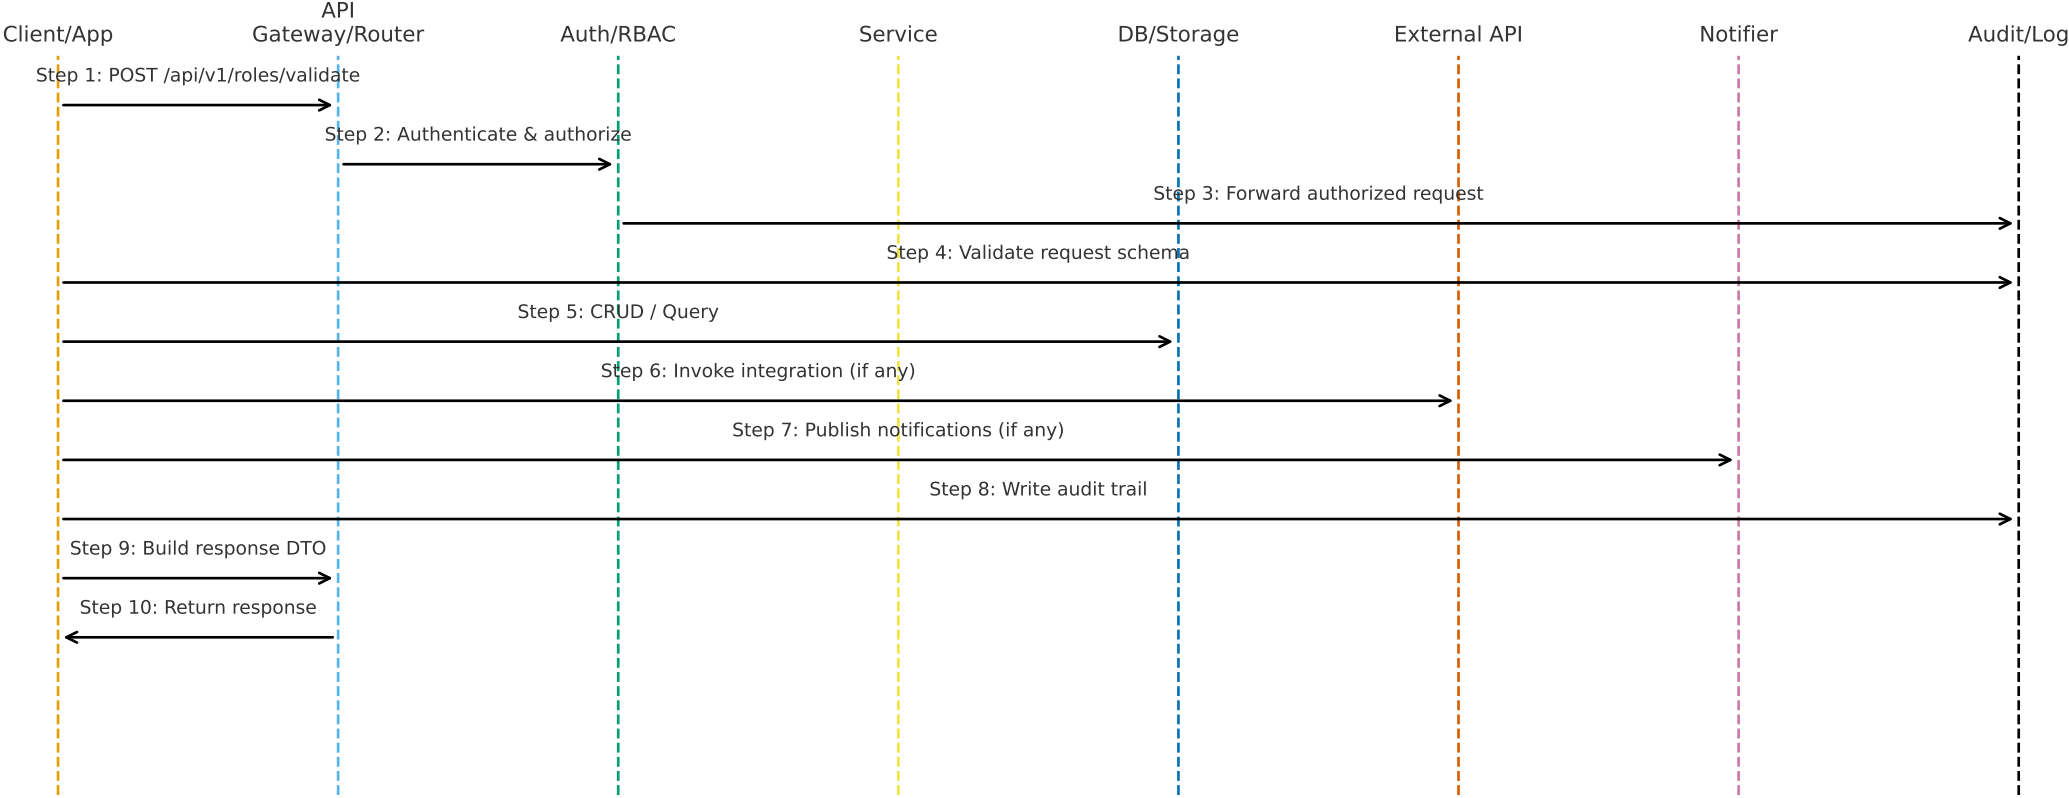 API
Client/App
Gateway/Router
Auth/RBAC
Service
DB/Storage
External API
Notifier
Audit/Log
Step 1: POST /api/v1/roles/validate
Step 2: Authenticate & authorize
Step 3: Forward authorized request
Step 4: Validate request schema
Step 5: CRUD / Query
Step 6: Invoke integration (if any)
Step 7: Publish notifications (if any)
Step 8: Write audit trail
Step 9: Build response DTO
Step 10: Return response